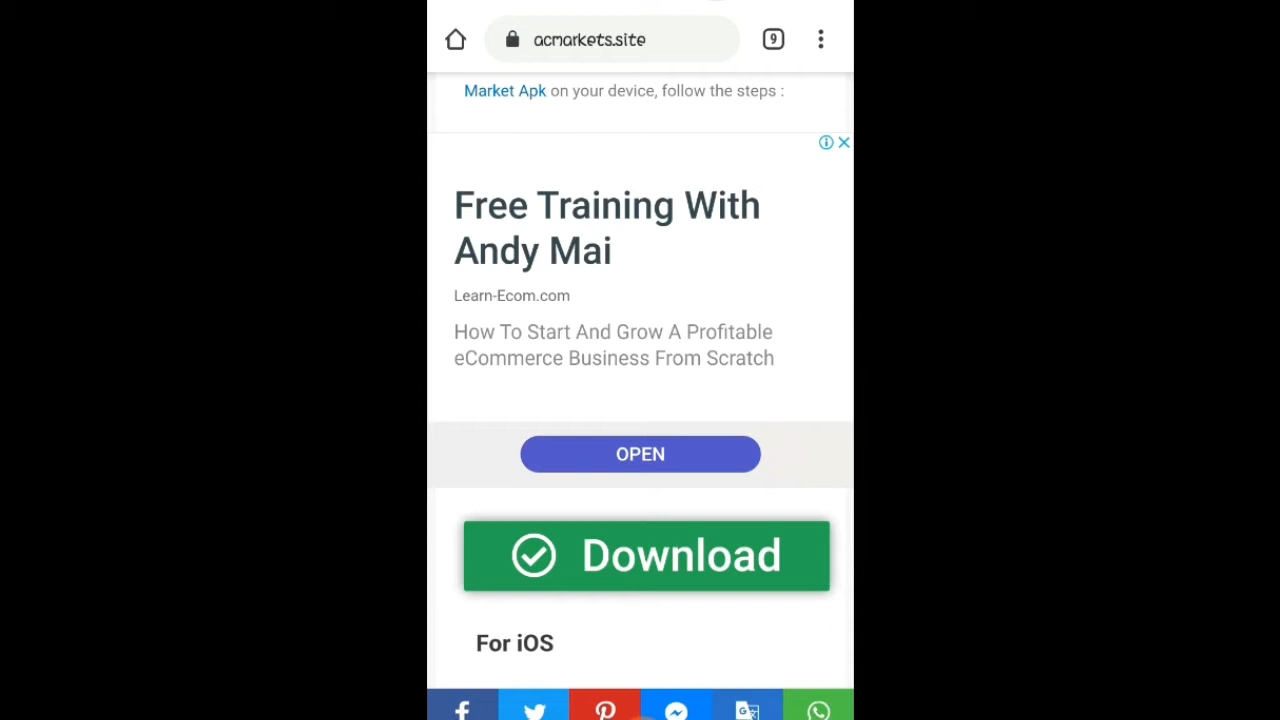 acmarkets.site
9
Market Apk on your device, follow the steps :
Free Training With
Andy Mai
Learn-Ecom.com
How To Start And Grow A Profitable
eCommerce Business From Scratch
OPEN
Download
For iOS